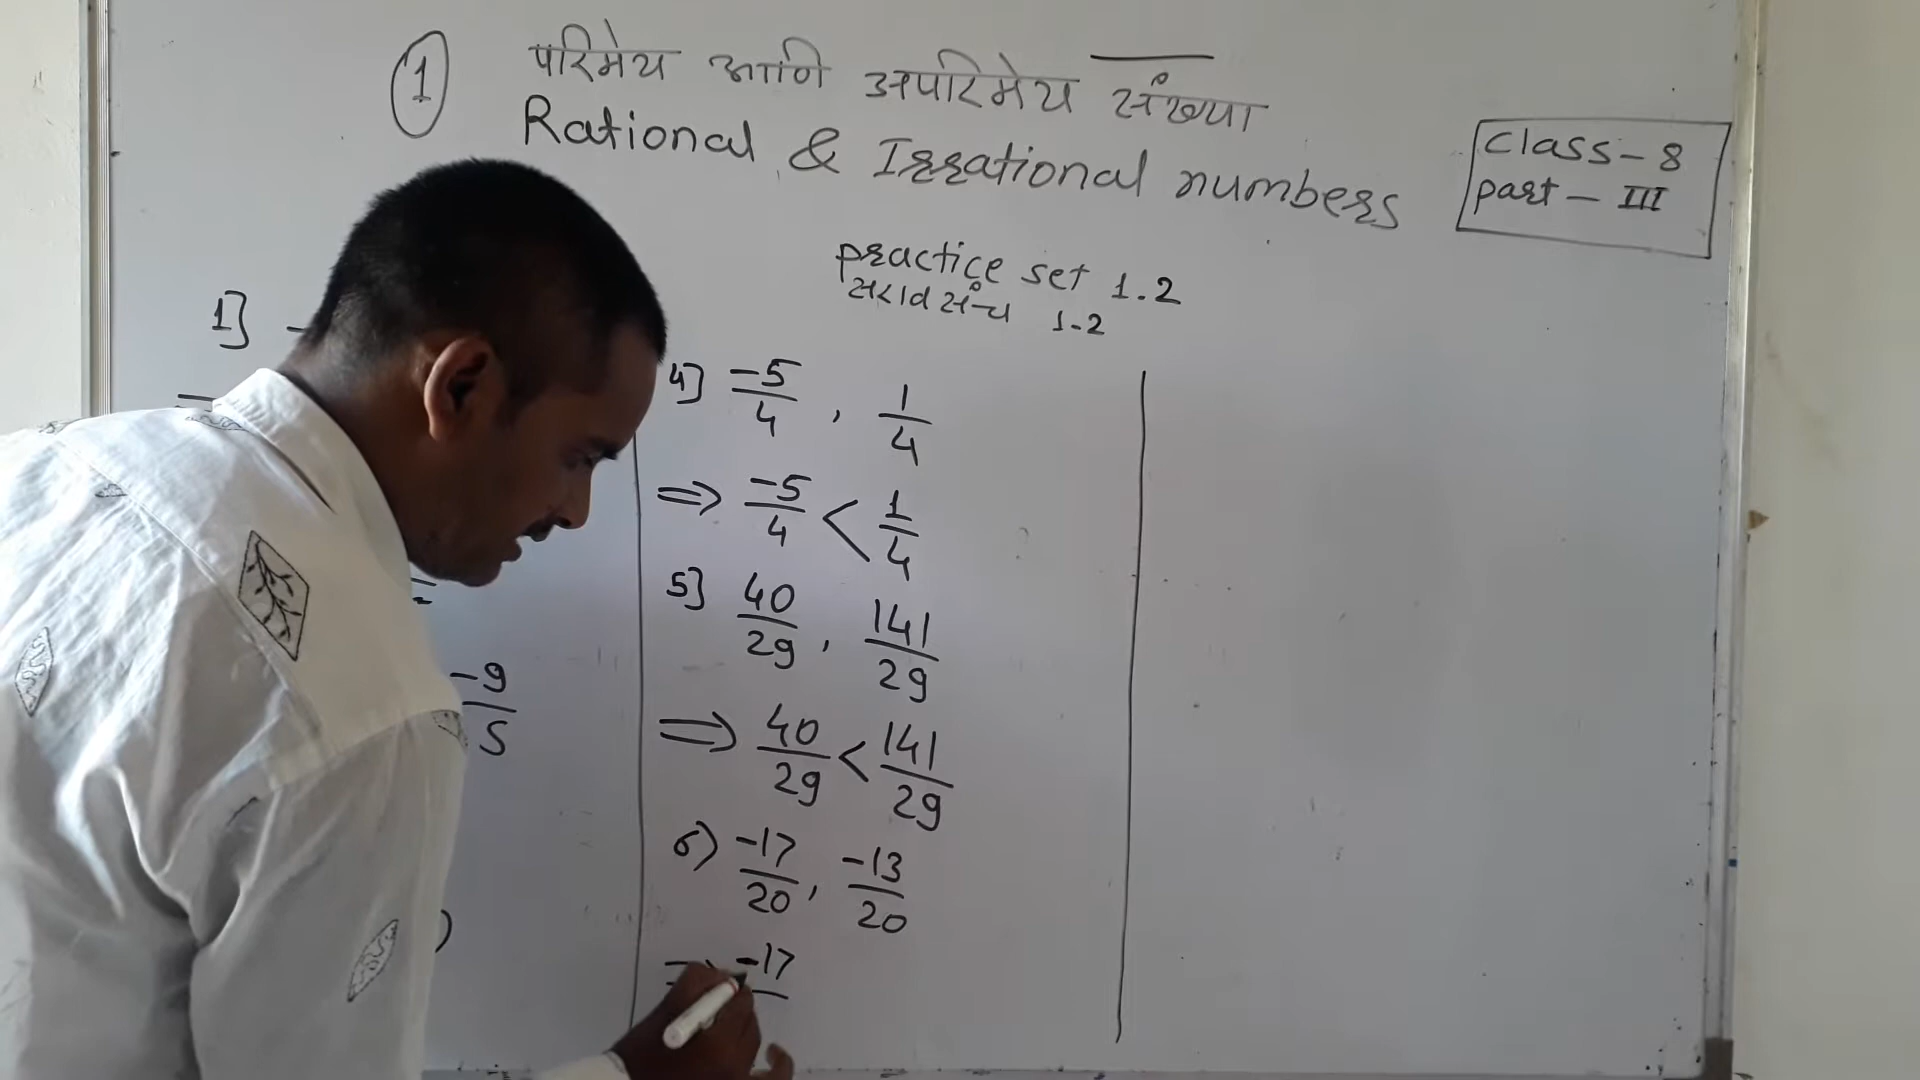 1 परिमेय आणि अपरिमेय संख्या
Rational & Irrational numbers
Class-8
part - III
practice set 1.2
सराव संच 1-2
1]
-9/5
4] -5/4 , 1/4
⇒ -5/4 < 1/4
5] 40/29 , 141/29
⇒ 40/29 < 141/29
6) -17/20 , -13/20
⇒ -17